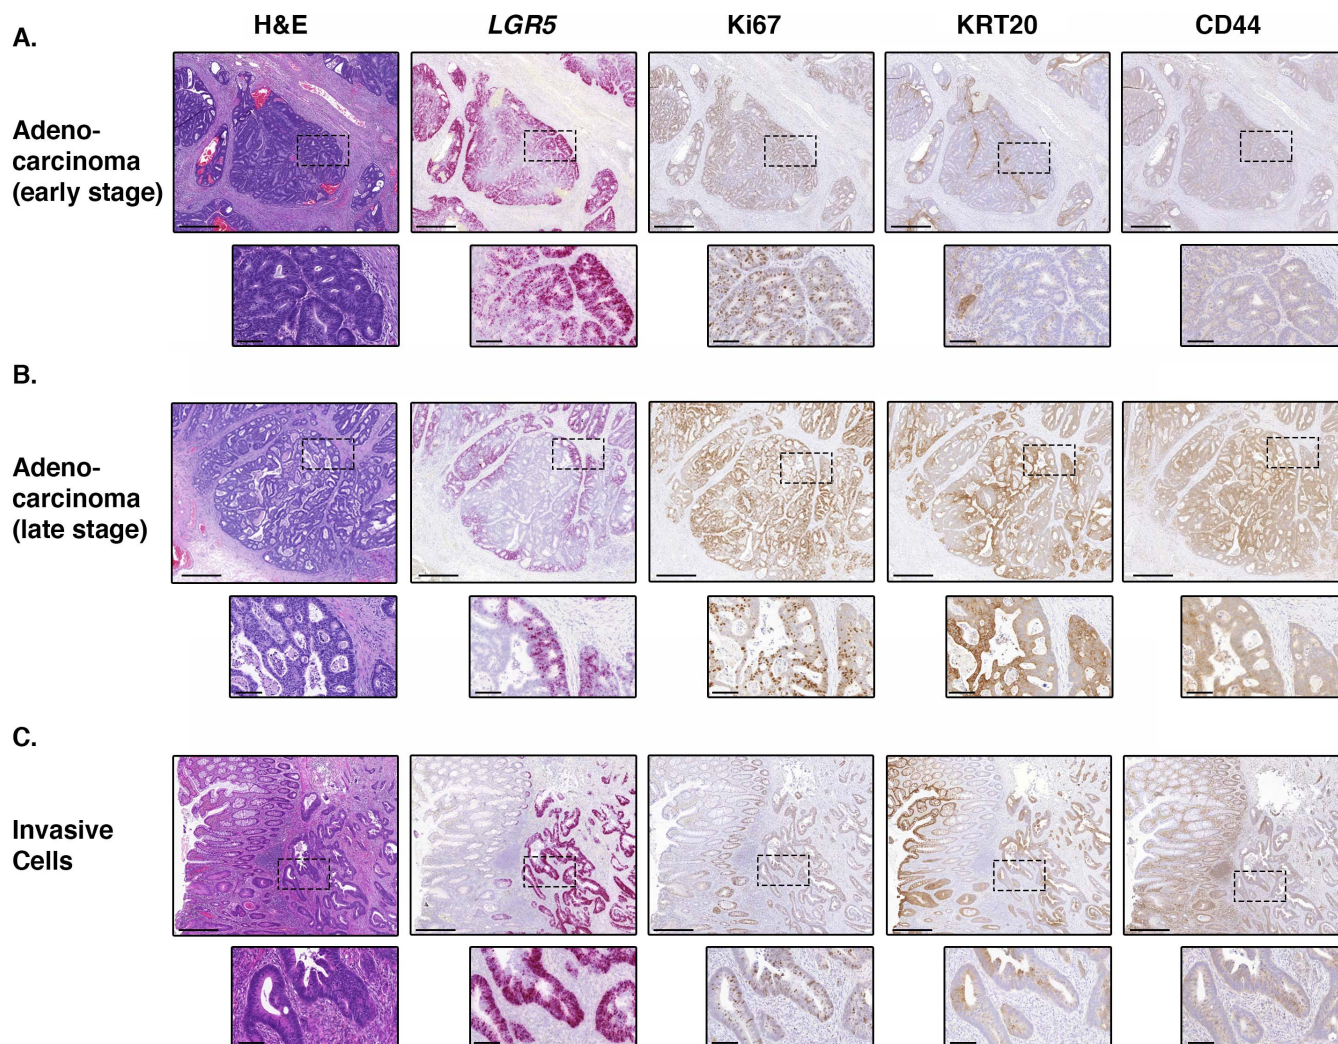 A.
H&E
LGR5
Ki67
KRT20
CD44
Adeno-
carcinoma
(early stage)
B.
Adeno-
carcinoma
(late stage)
C.
Invasive
Cells